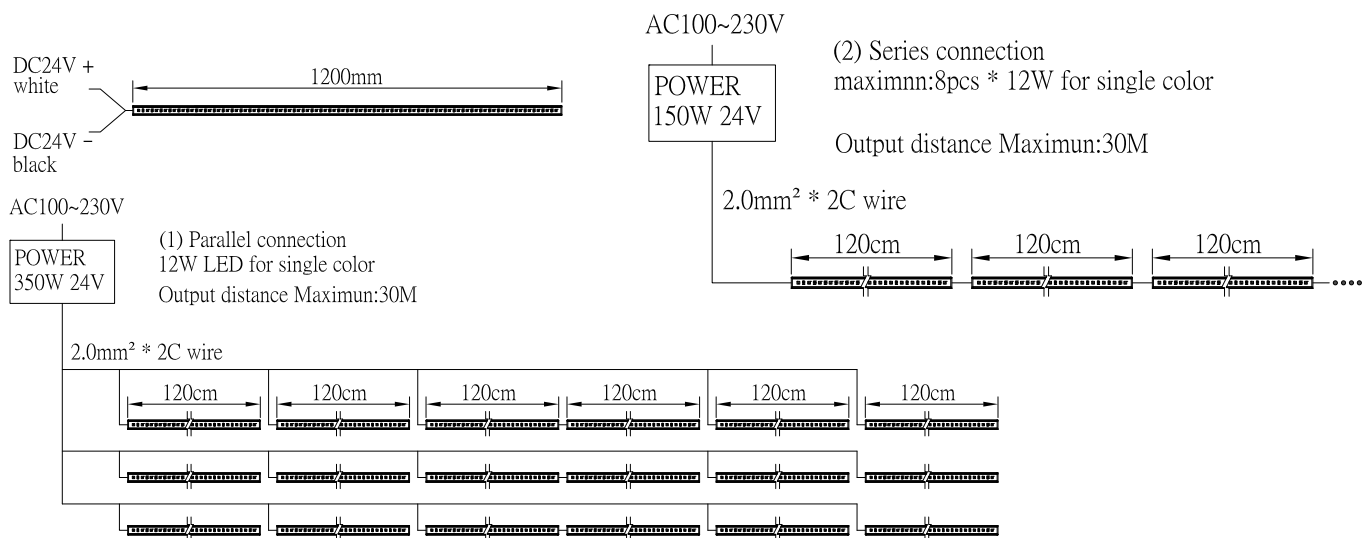 DC24V +
white
1200mm
DC24V -
black
AC100~230V
POWER
350W 24V
(1) Parallel connection
12W LED for single color
Output distance Maximun:30M
2.0mm² * 2C wire
120cm
120cm
120cm
120cm
120cm
120cm
AC100~230V
POWER
150W 24V
(2) Series connection
maximnn:8pcs * 12W for single color
Output distance Maximun:30M
2.0mm² * 2C wire
120cm
120cm
120cm